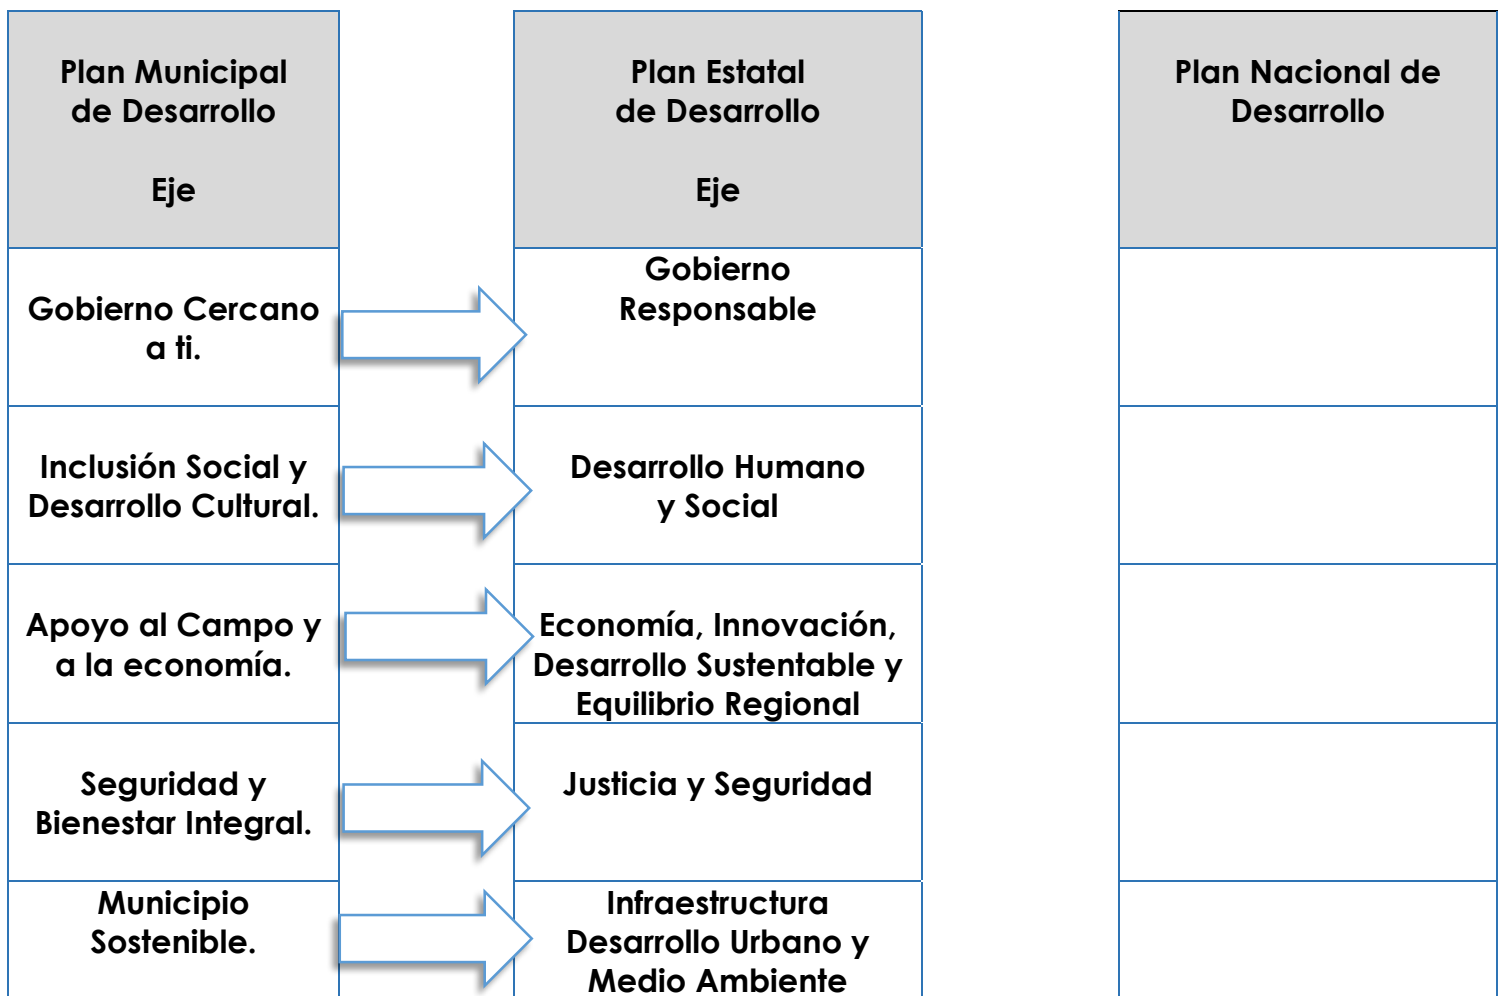 Plan Municipal
de Desarrollo
Eje
Plan Estatal
de Desarrollo
Eje
Plan Nacional de
Desarrollo
Gobierno Cercano
a ti.
Gobierno
Responsable
Inclusión Social y
Desarrollo Cultural.
Desarrollo Humano
y Social
Apoyo al Campo y
a la economía.
Economía, Innovación,
Desarrollo Sustentable y
Equilibrio Regional
Seguridad y
Bienestar Integral.
Justicia y Seguridad
Municipio
Sostenible.
Infraestructura
Desarrollo Urbano y
Medio Ambiente